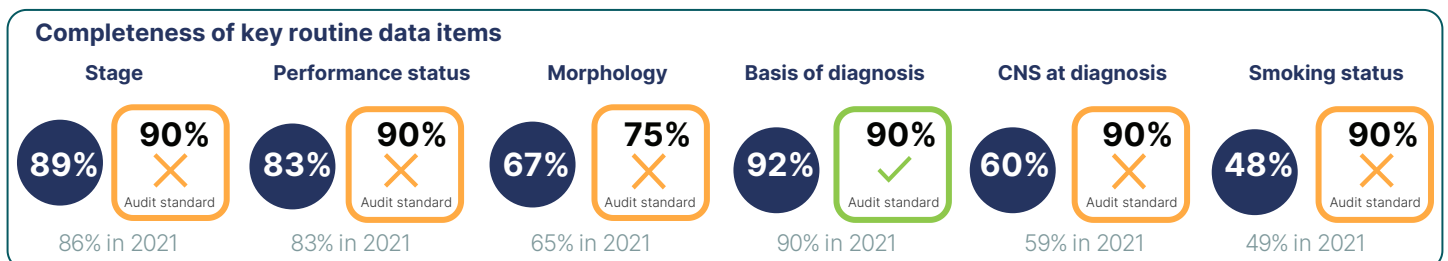 Completeness of key routine data items
Stage Performance status Morphology Basis of diagnosis CNS at diagnosis Smoking status
89% 90% 83% 90% 67% 75% 92% 90% 60% 90% 48% 90%
Audit standard Audit standard Audit standard Audit standard Audit standard Audit standard
86% in 2021 83% in 2021 65% in 2021 90% in 2021 59% in 2021 49% in 2021